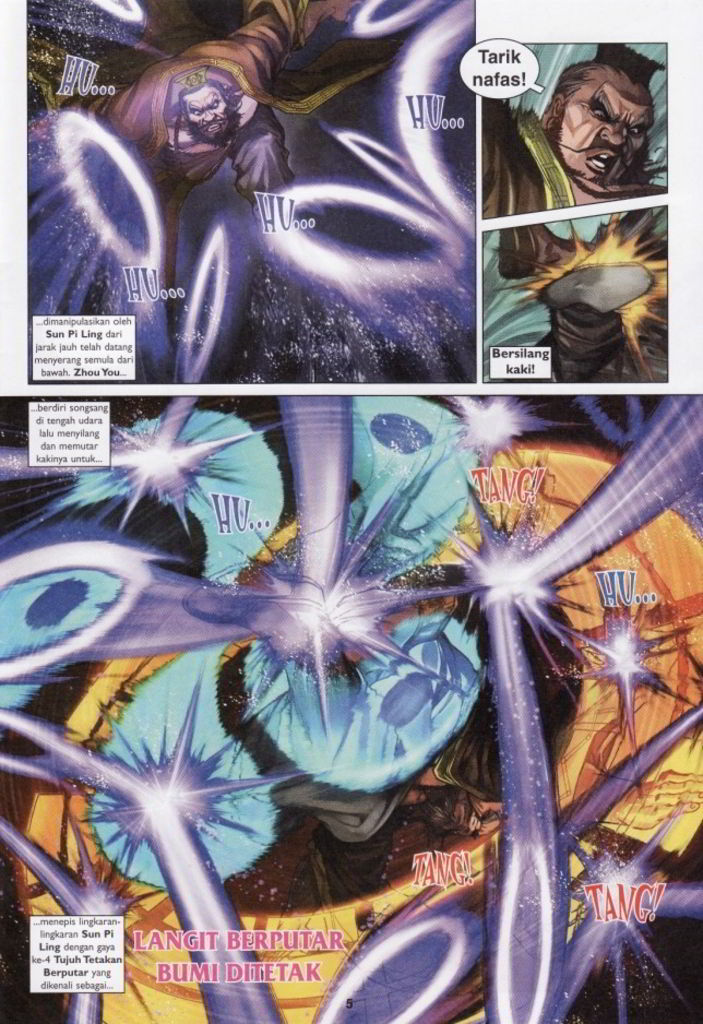 HU...
HU...
HU...
HU...
...dimanipulasikan oleh
Sun Pi Ling dari
jarak jauh telah datang
menyerang semula dari
bawah. Zhou You...
Tarik
nafas!
Bersilang
kaki!
...berdiri songsang
di tengah udara
lalu menyilang
dan memutar
kakinya untuk...
HU...
TANG!
HU...
TANG!
TANG!
...menepis lingkaran-
lingkaran Sun Pi
Ling dengan gaya
ke-4 Tujuh Tetakan
Berputar yang
dikenali sebagai...
LANGIT BERPUTAR
BUMI DITETAK
5